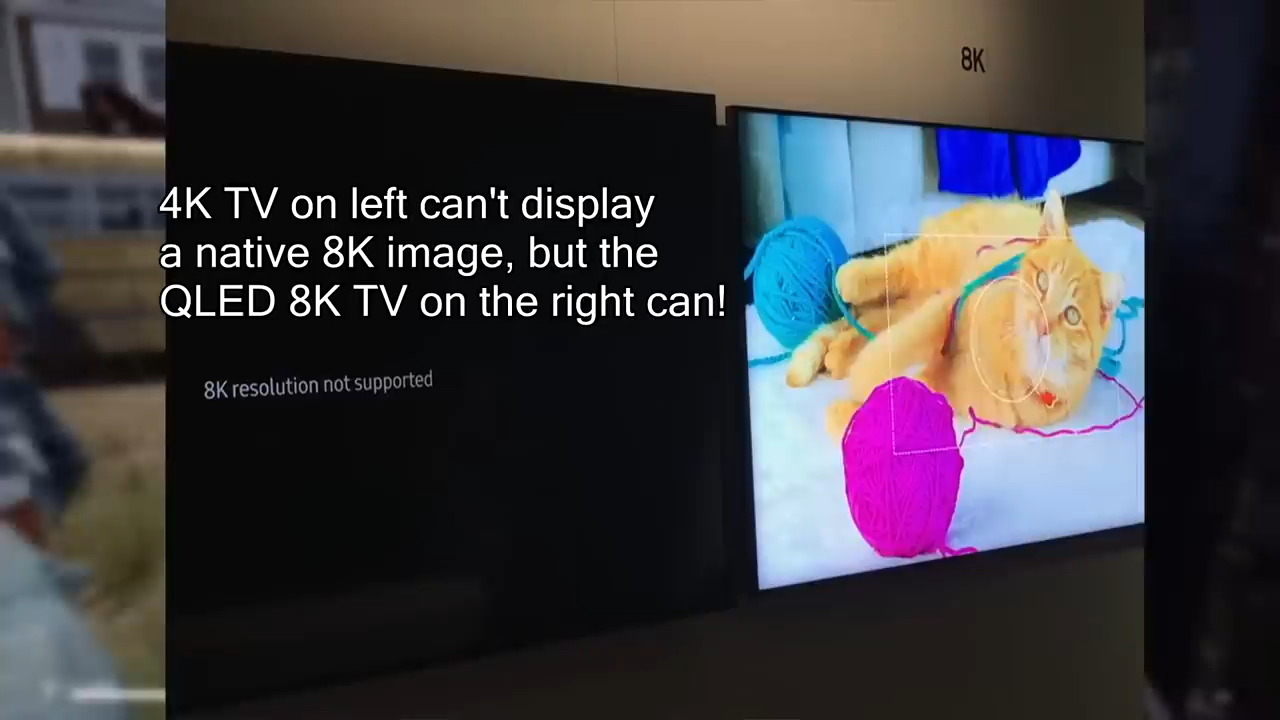 8K
4K TV on left can't display
a native 8K image, but the
QLED 8K TV on the right can!
8K resolution not supported